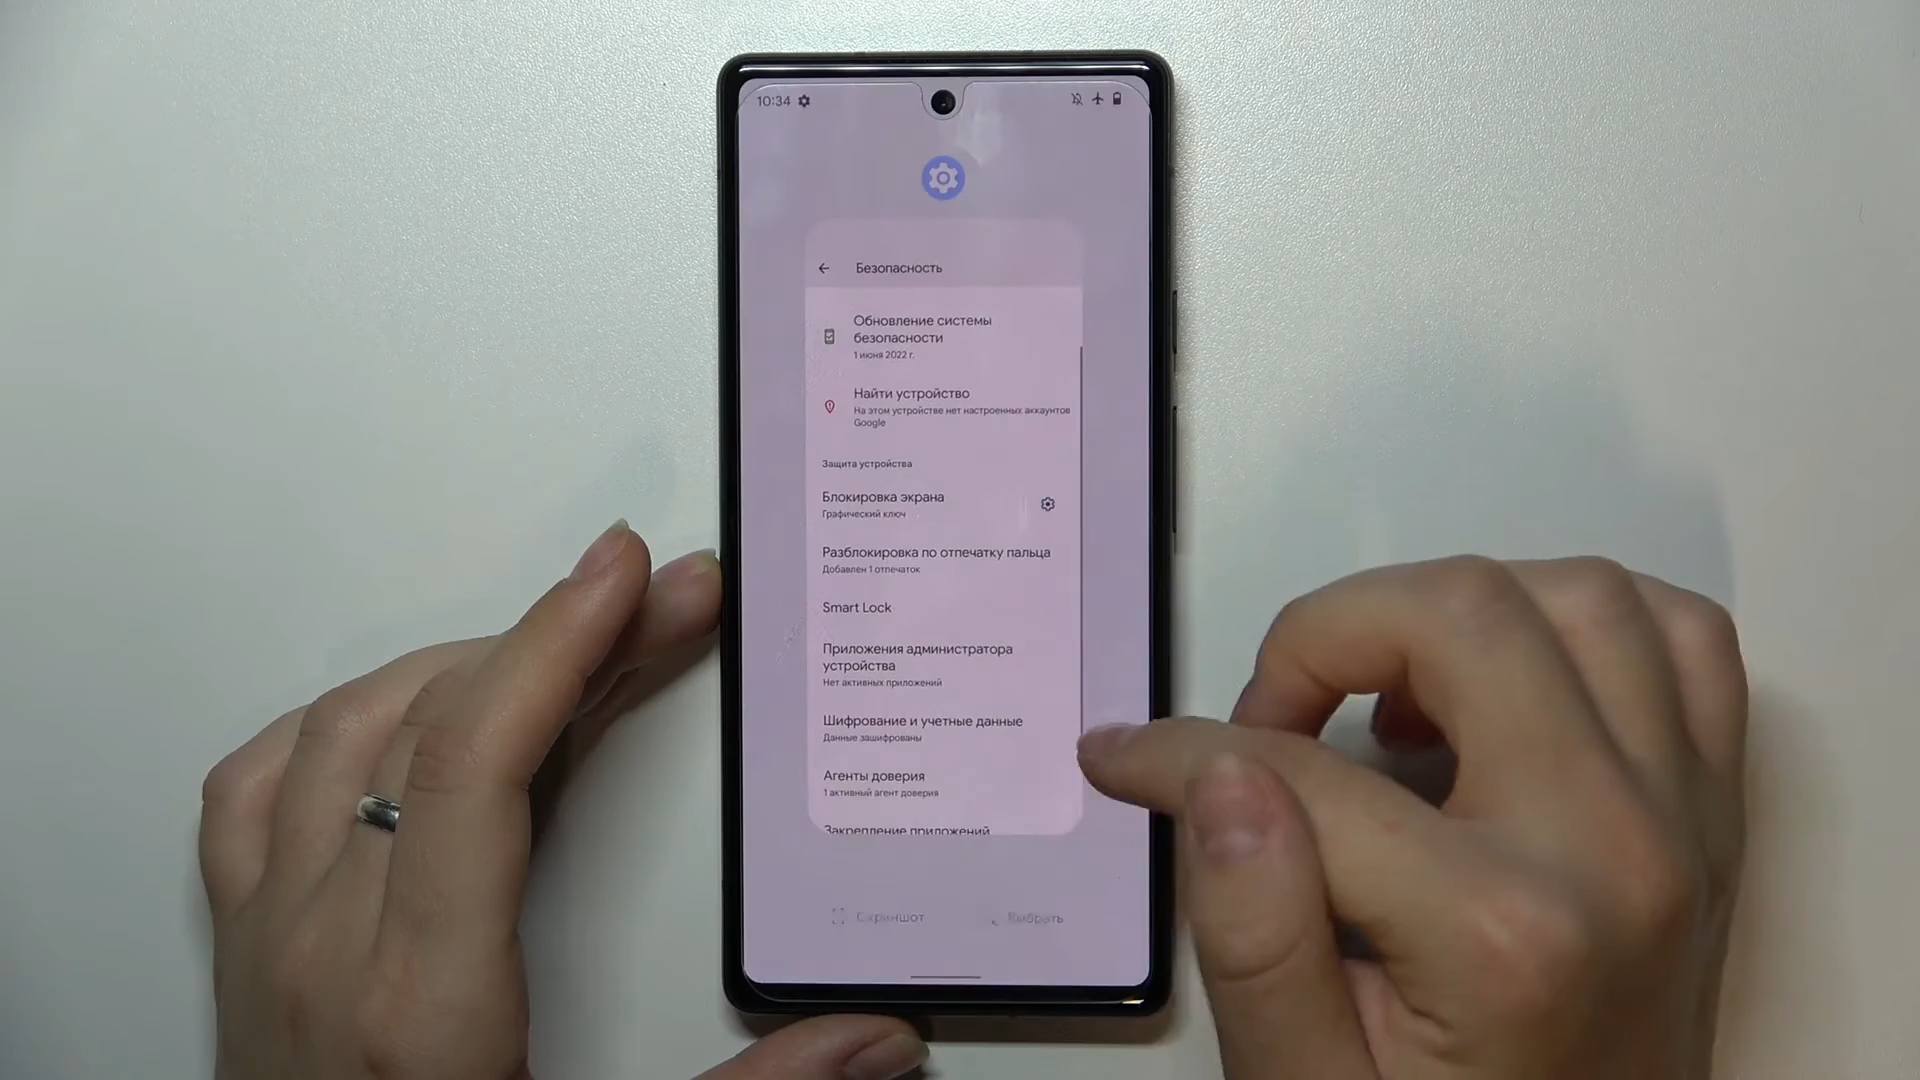 10:34
Безопасность
Обновление системы
безопасности
1 июня 2022 г.
Найти устройство
На этом устройстве нет настроенных аккаунтов
Google
Защита устройства
Блокировка экрана
Графический ключ
Разблокировка по отпечатку пальца
Добавлен 1 отпечаток
Smart Lock
Приложения администратора
устройства
Нет активных приложений
Шифрование и учетные данные
Данные зашифрованы
Агенты доверия
1 активный агент доверия
Закрепление приложений
Скриншот
Выбрать